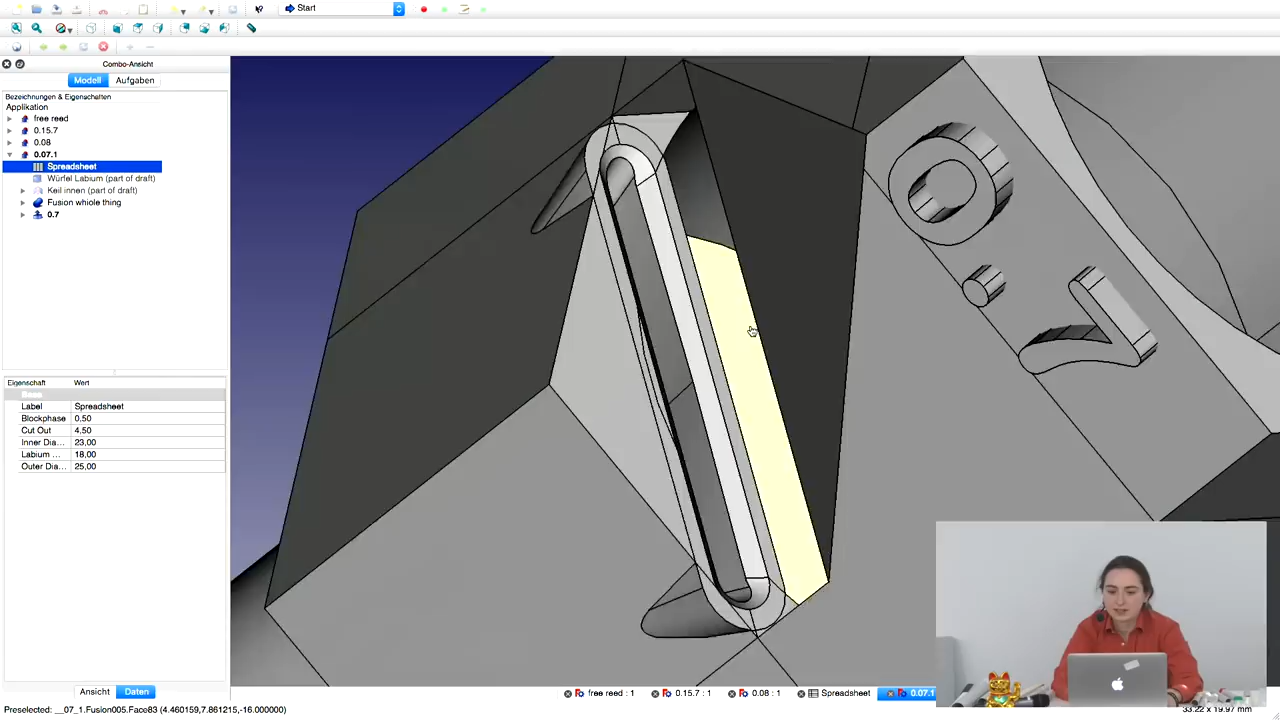 Start
Combo-Ansicht
Modell Aufgaben
Bezeichnungen & Eigenschaften
Applikation
free reed
0.15.7
0.08
0.07.1
Spreadsheet
Würfel Labium (part of draft)
Keil innen (part of draft)
Fusion whiole thing
0.7
Eigenschaft Wert
Label Spreadsheet
Blockphase 0,50
Cut Out 4,50
Inner Dia... 23,00
Labium ... 18,00
Outer Dia... 25,00
0.7
Ansicht Daten
free reed : 1 0.15.7 : 1 0.08 : 1 Spreadsheet 0.07.1
Preselected: __07_1.Fusion005.Face83 (4.460159,7.861215,-16.000000) 33.22 x 19.97 mm